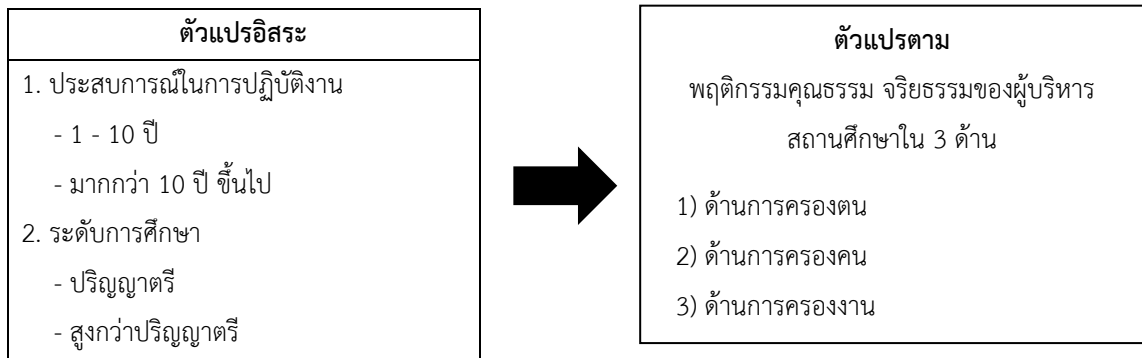 ตัวแปรอิสระ
1. ประสบการณ์ในการปฏิบัติงาน
- 1 - 10 ปี
- มากกว่า 10 ปี ขึ้นไป
2. ระดับการศึกษา
- ปริญญาตรี
- สูงกว่าปริญญาตรี
ตัวแปรตาม
พฤติกรรมคุณธรรม จริยธรรมของผู้บริหาร
สถานศึกษาใน 3 ด้าน
1) ด้านการครองตน
2) ด้านการครองคน
3) ด้านการครองงาน